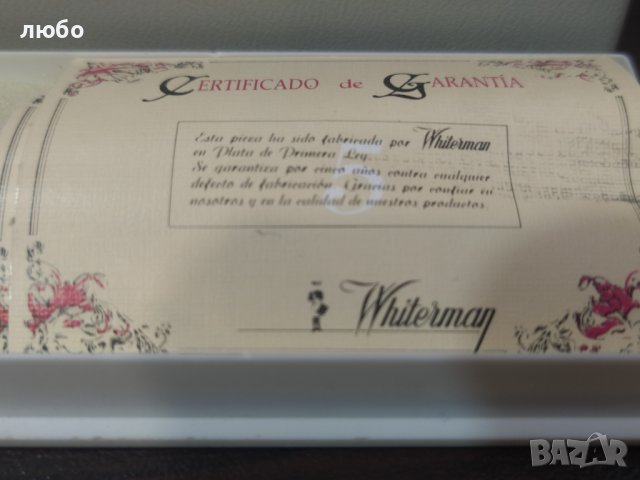 любо
CERTIFICADO de GARANTÍA
Esta pieza ha sido fabricada por Whiterman
en Plata de Primera Ley.
Se garantiza por cinco años contra cualquier
defecto de fabricación. Gracias por confiar en
nosotros y en la calidad de nuestros productos.
5
Whiterman
BAZAR